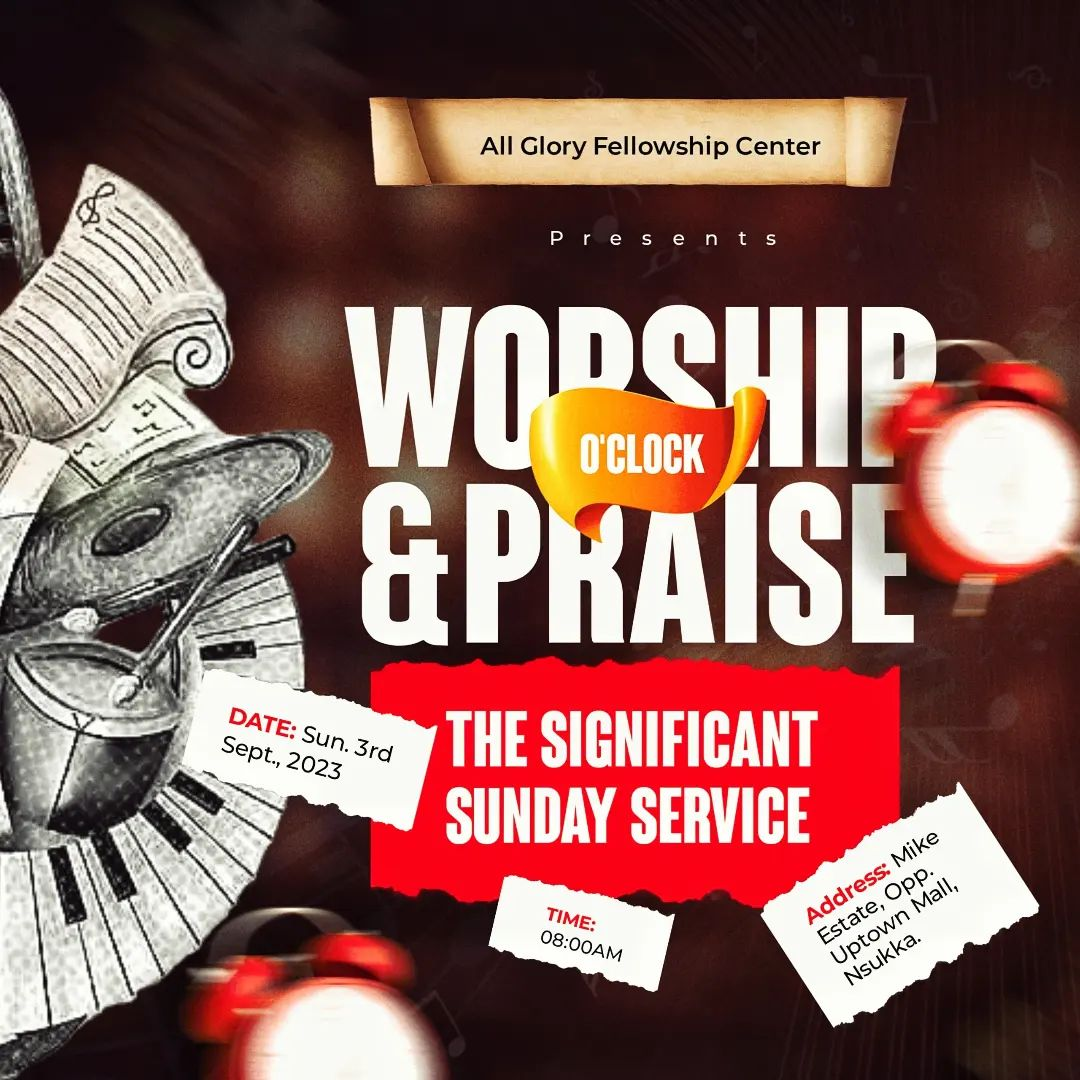 All Glory Fellowship Center
Presents
WORSHIP
O'CLOCK
& PRAISE
THE SIGNIFICANT
SUNDAY SERVICE
DATE: Sun. 3rd
Sept., 2023
TIME:
08:00AM
Address: Mike
Estate, Opp.
Uptown Mall,
Nsukka.